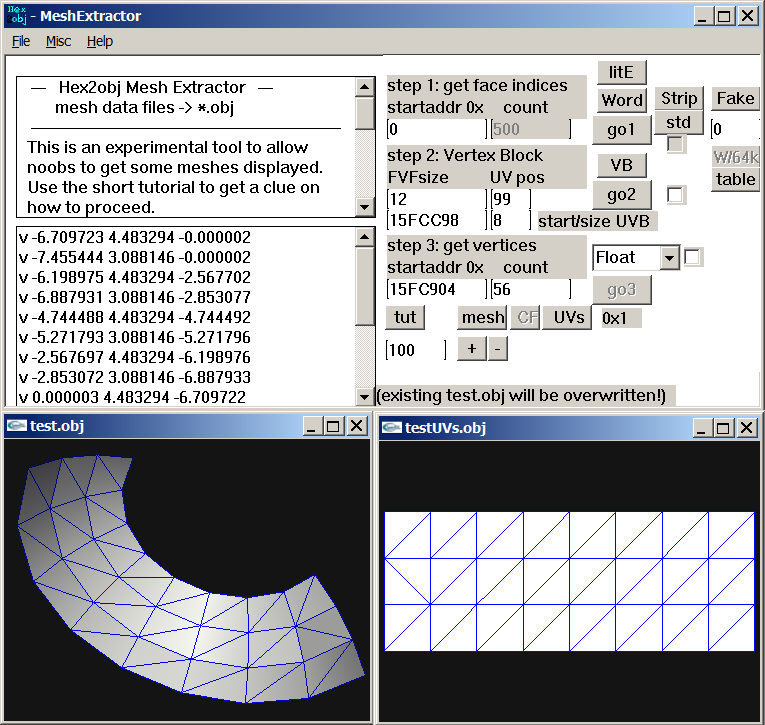 Hex
obj - MeshExtractor
File Misc Help
— Hex2obj Mesh Extractor —
mesh data files -> *.obj
This is an experimental tool to allow
noobs to get some meshes displayed.
Use the short tutorial to get a clue on
how to proceed.
v -6.709723 4.483294 -0.000002
v -7.455444 3.088146 -0.000002
v -6.198975 4.483294 -2.567702
v -6.887931 3.088146 -2.853077
v -4.744488 4.483294 -4.744492
v -5.271793 3.088146 -5.271796
v -2.567697 4.483294 -6.198976
v -2.853072 3.088146 -6.887933
v 0.000003 4.483294 -6.709722
step 1: get face indices
startaddr 0x count
0 500
litE
Word
go1
Strip
std
Fake
0
W/64k
table
step 2: Vertex Block
FVFsize UV pos
12 99
15FCC98 8 start/size UVB
VB
go2
step 3: get vertices
startaddr 0x count
15FC904 56
Float
go3
tut mesh CF UVs 0x1
100 + -
(existing test.obj will be overwritten!)
test.obj
testUVs.obj